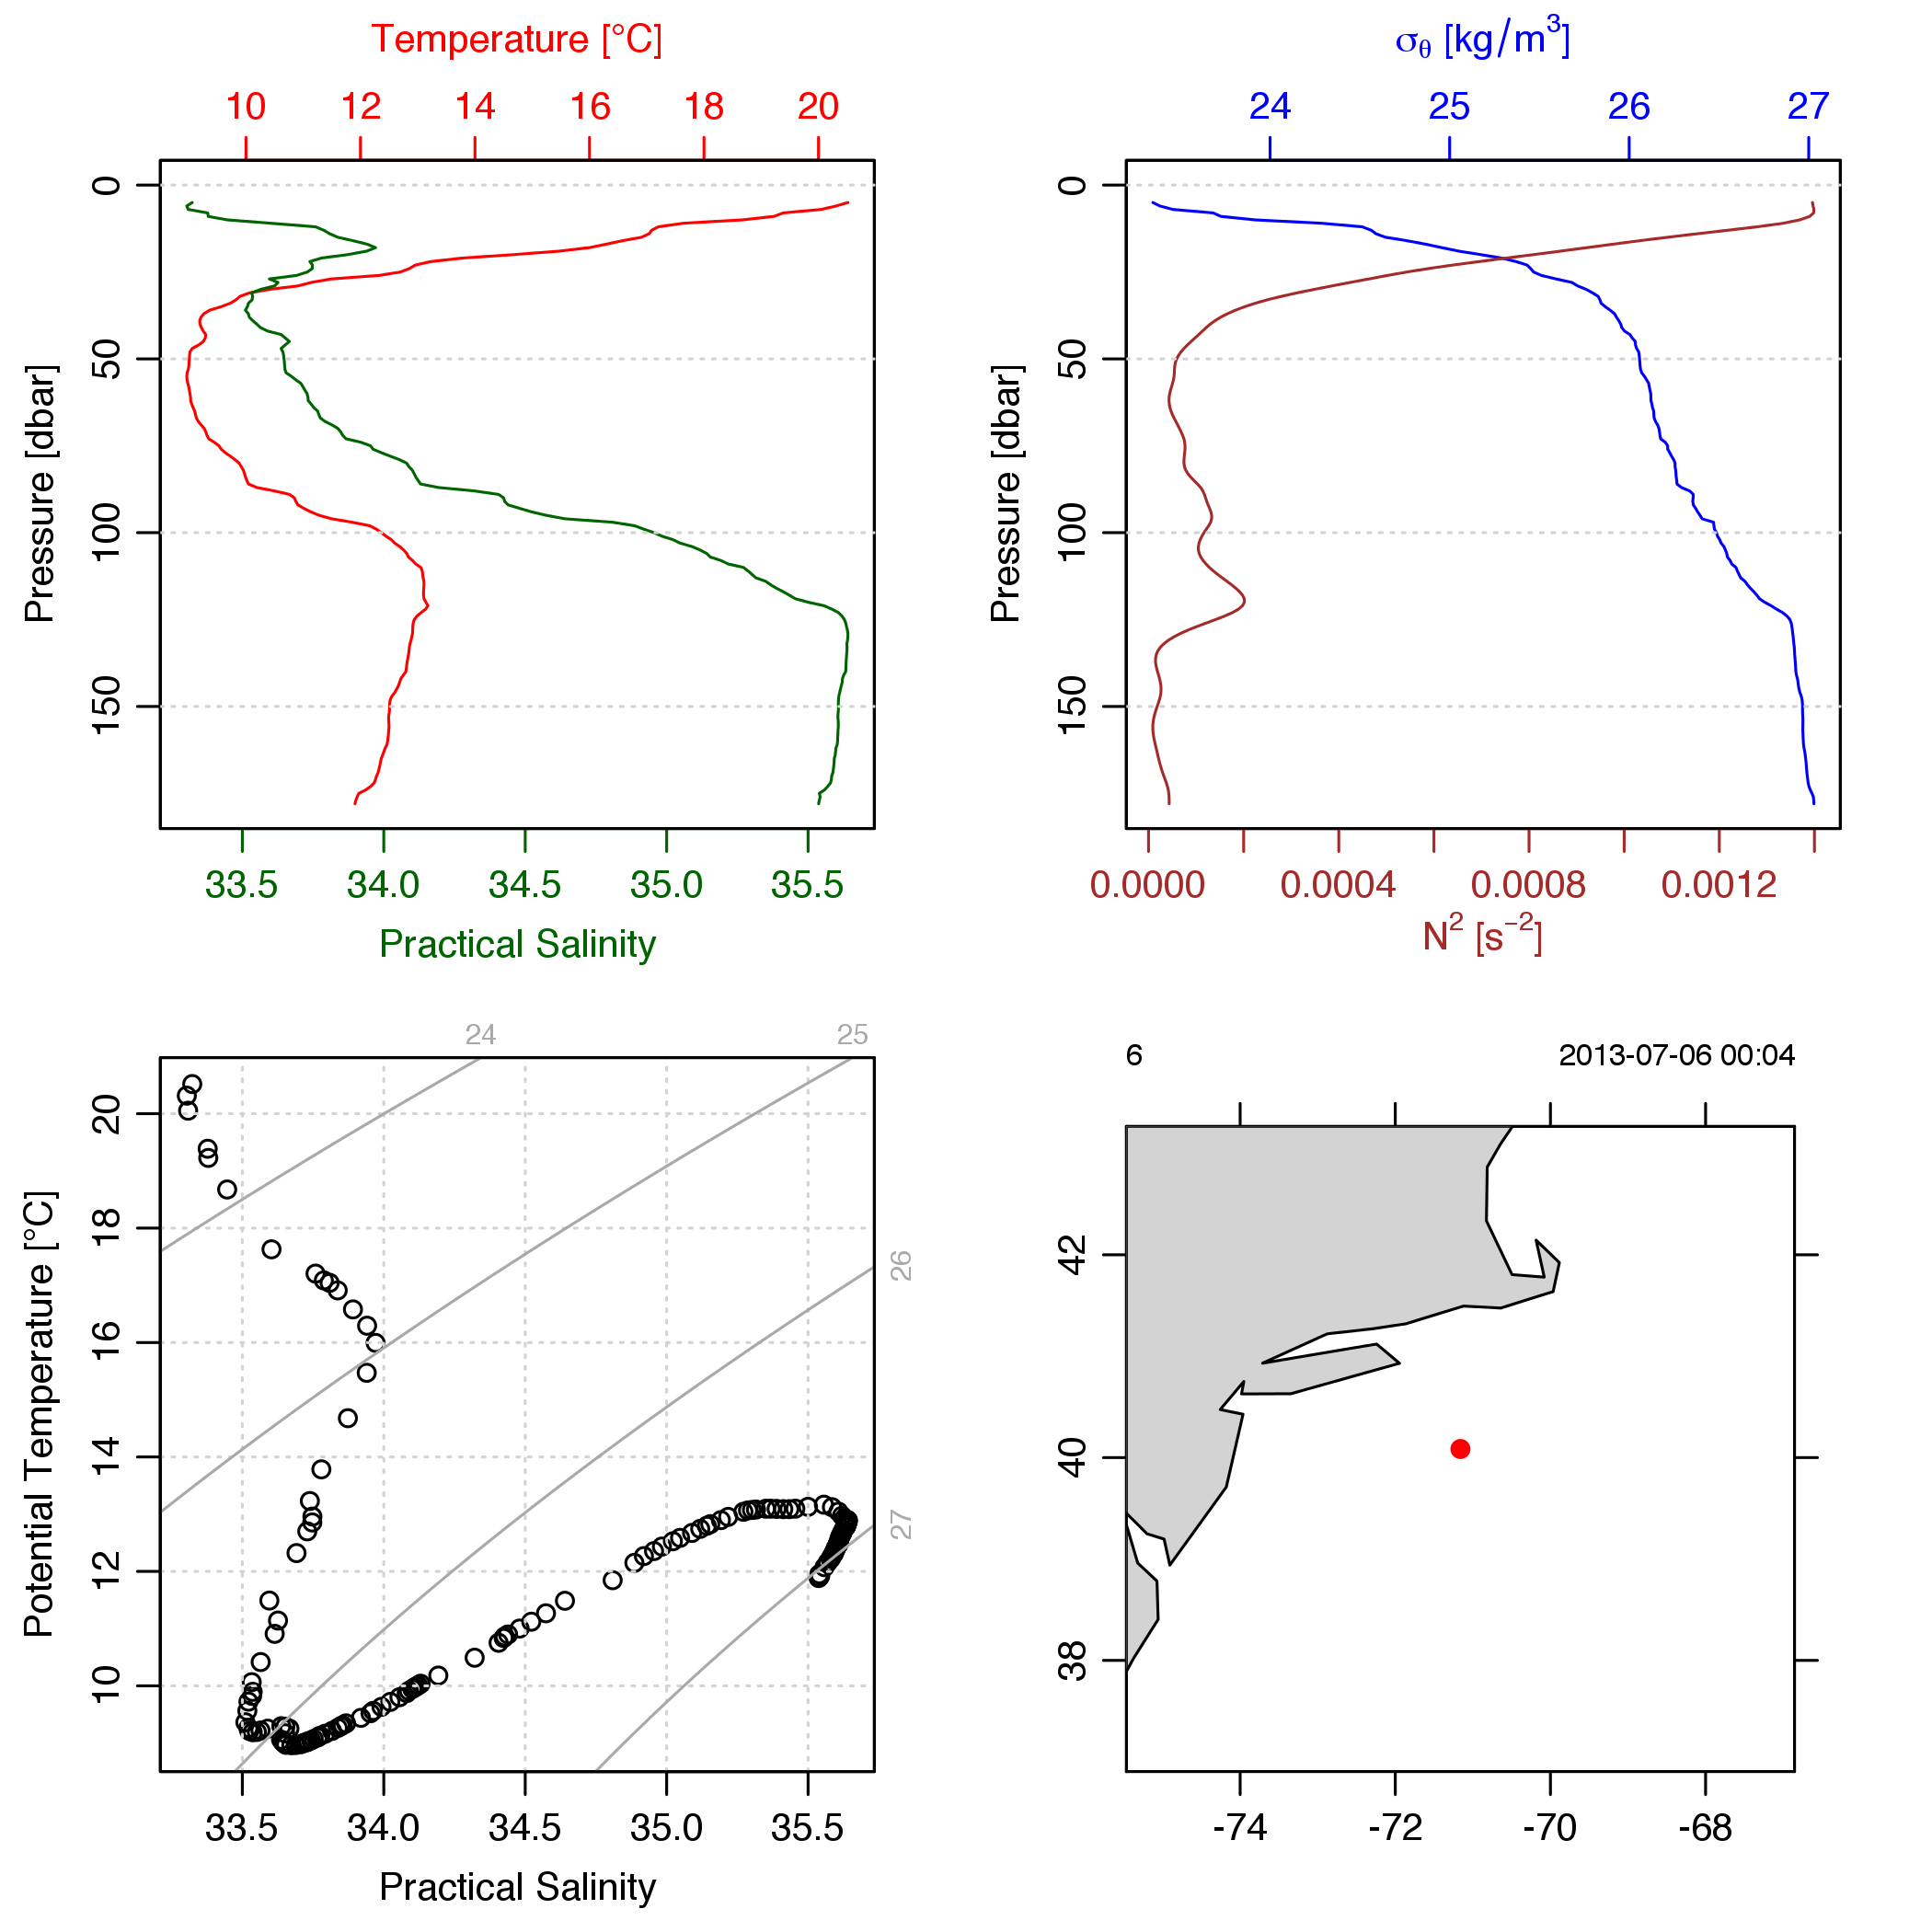 Temperature [°C]
10 12 14 16 18 20
0
50
100
150
Pressure [dbar]
33.5 34.0 34.5 35.0 35.5
Practical Salinity
σθ [kg/m³]
24 25 26 27
0
50
100
150
Pressure [dbar]
0.0000 0.0004 0.0008 0.0012
N² [s⁻²]
24 25
26
27
20
18
16
14
12
10
Potential Temperature [°C]
33.5 34.0 34.5 35.0 35.5
Practical Salinity
6 2013-07-06 00:04
42
40
38
-74 -72 -70 -68